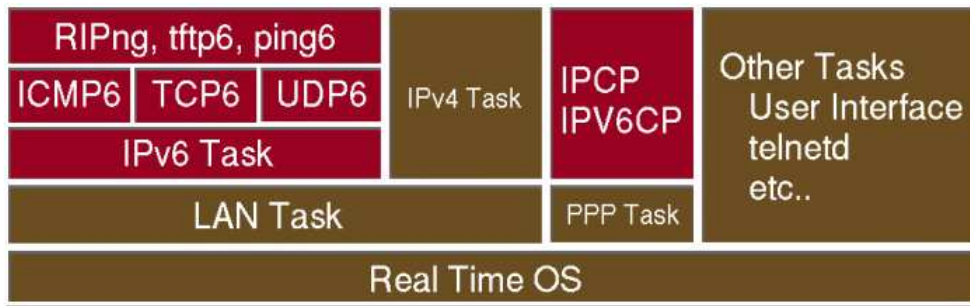 RIPng, tftp6, ping6
ICMP6
TCP6
UDP6
IPv6 Task
IPv4 Task
IPCP
IPV6CP
Other Tasks
User Interface
telnetd
etc..
LAN Task
PPP Task
Real Time OS